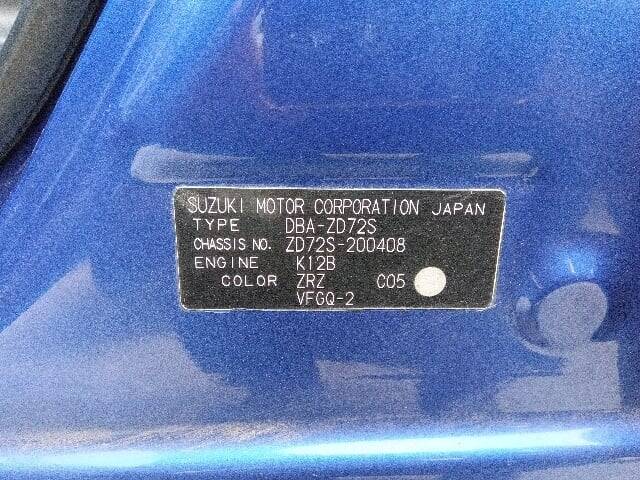 SUZUKI MOTOR CORPORATION JAPAN
TYPE DBA-ZD72S
CHASSIS NO. ZD72S-200408
ENGINE K12B
COLOR ZRZ C05
VFGQ-2